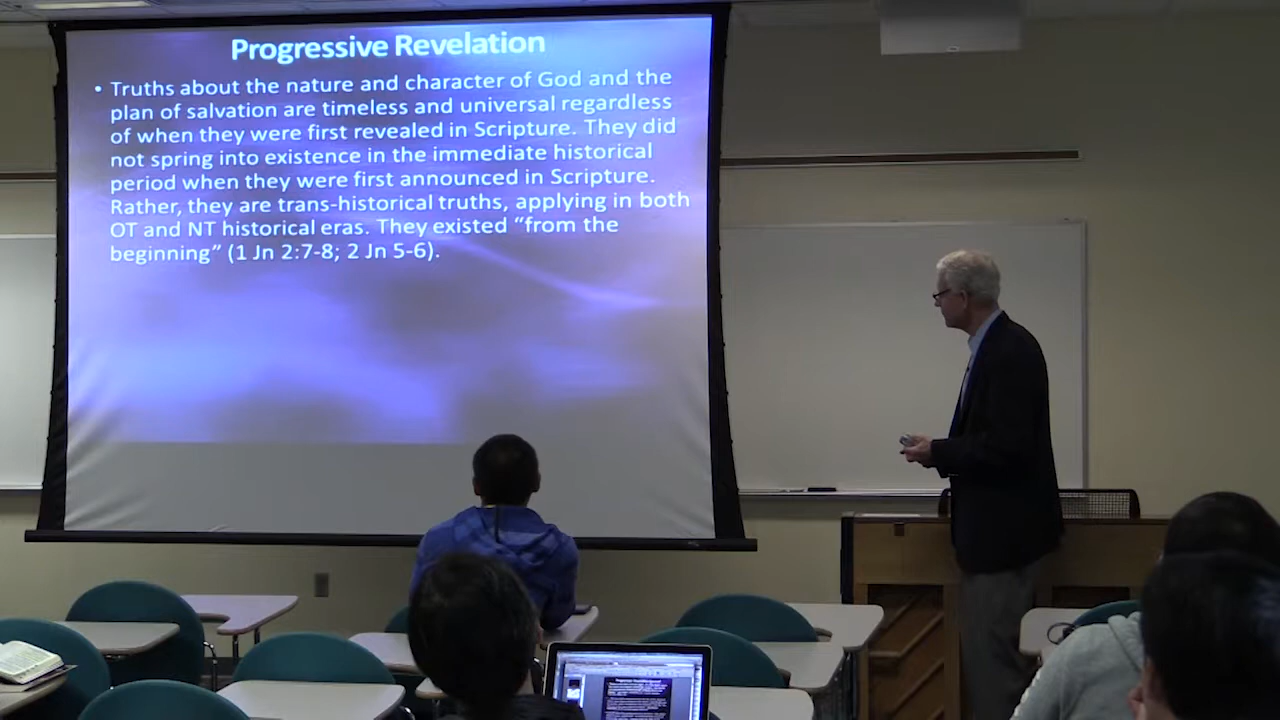 Progressive Revelation
• Truths about the nature and character of God and the
plan of salvation are timeless and universal regardless
of when they were first revealed in Scripture. They did
not spring into existence in the immediate historical
period when they were first announced in Scripture.
Rather, they are trans-historical truths, applying in both
OT and NT historical eras. They existed “from the
beginning” (1 Jn 2:7-8; 2 Jn 5-6).